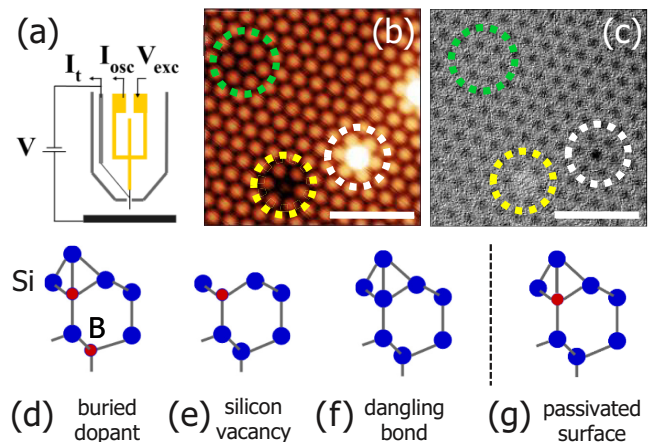 (a)
I_t I_osc V_exc
V
(b)
(c)
Si
B
(d) buried dopant
(e) silicon vacancy
(f) dangling bond
(g) passivated surface